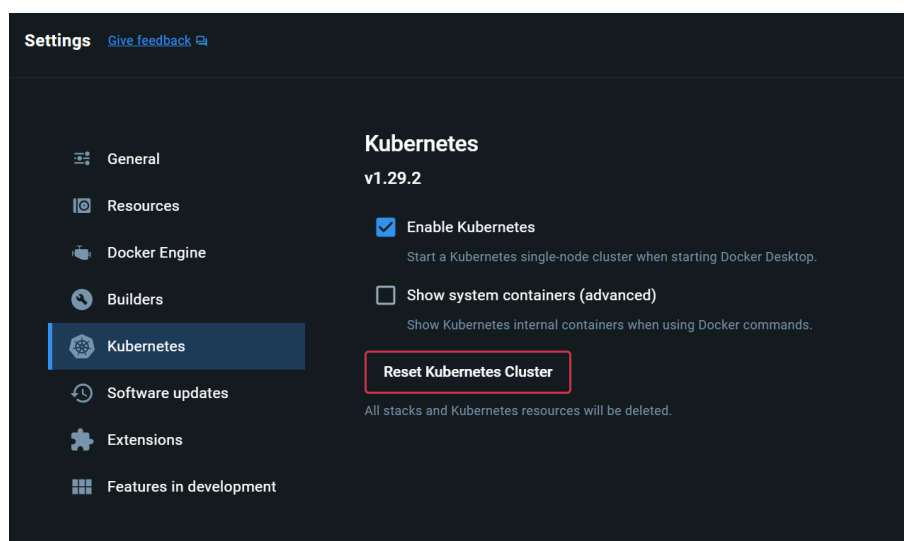 Settings Give feedback
General
Resources
Docker Engine
Builders
Kubernetes
Software updates
Extensions
Features in development
Kubernetes
v1.29.2
Enable Kubernetes
Start a Kubernetes single-node cluster when starting Docker Desktop.
Show system containers (advanced)
Show Kubernetes internal containers when using Docker commands.
Reset Kubernetes Cluster
All stacks and Kubernetes resources will be deleted.